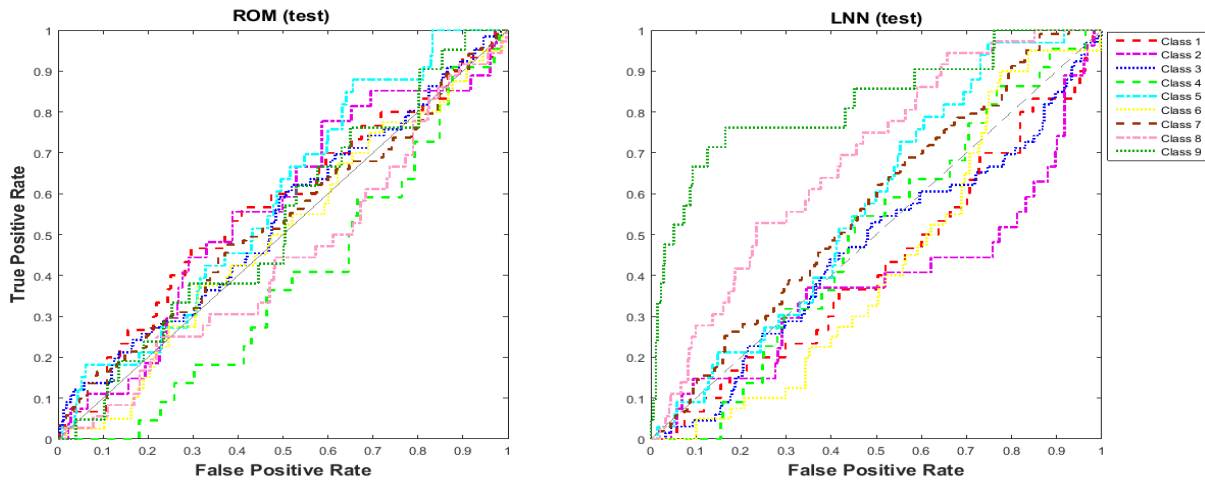 ROM (test)
True Positive Rate
1
0.9
0.8
0.7
0.6
0.5
0.4
0.3
0.2
0.1
0
0 0.1 0.2 0.3 0.4 0.5 0.6 0.7 0.8 0.9 1
False Positive Rate
LNN (test)
1
0.9
0.8
0.7
0.6
0.5
0.4
0.3
0.2
0.1
0
0 0.1 0.2 0.3 0.4 0.5 0.6 0.7 0.8 0.9 1
False Positive Rate
Class 1
Class 2
Class 3
Class 4
Class 5
Class 6
Class 7
Class 8
Class 9